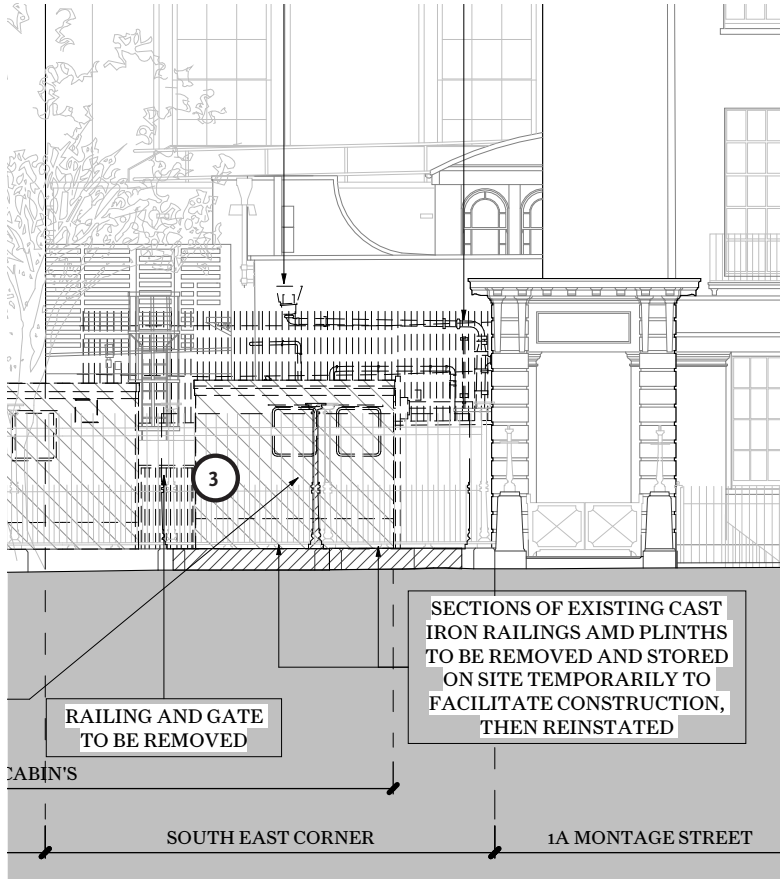 3
SECTIONS OF EXISTING CAST
IRON RAILINGS AMD PLINTHS
TO BE REMOVED AND STORED
ON SITE TEMPORARILY TO
FACILITATE CONSTRUCTION,
THEN REINSTATED
RAILING AND GATE
TO BE REMOVED
CABIN'S
SOUTH EAST CORNER
1A MONTAGE STREET